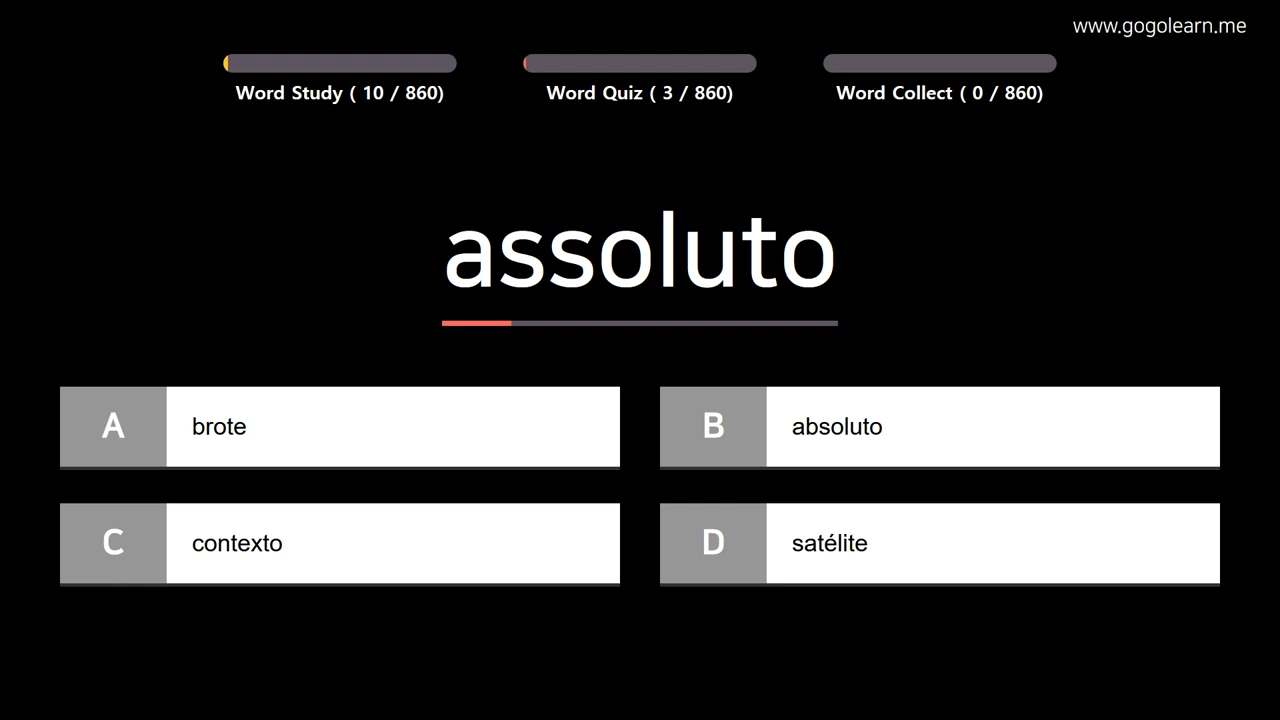 www.gogolearn.me
Word Study ( 10 / 860)
Word Quiz ( 3 / 860)
Word Collect ( 0 / 860)
assoluto
A
brote
B
absoluto
C
contexto
D
satélite